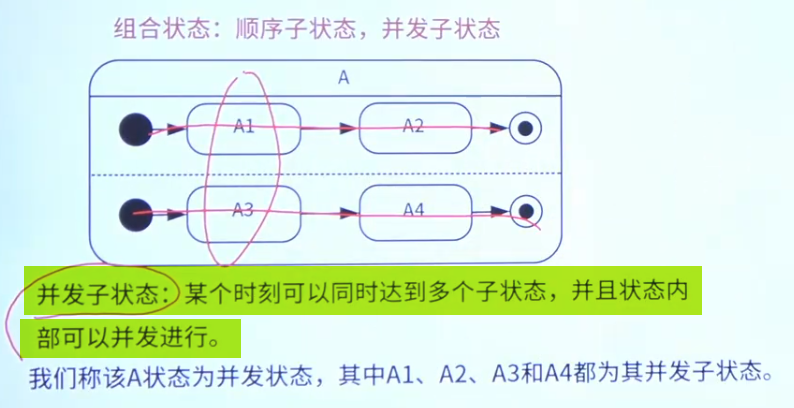 组合状态：顺序子状态，并发子状态
A
A1
A2
A3
A4
并发子状态：某个时刻可以同时达到多个子状态，并且状态内
部可以并发进行。
我们称该A状态为并发状态，其中A1、A2、A3和A4都为其并发子状态。